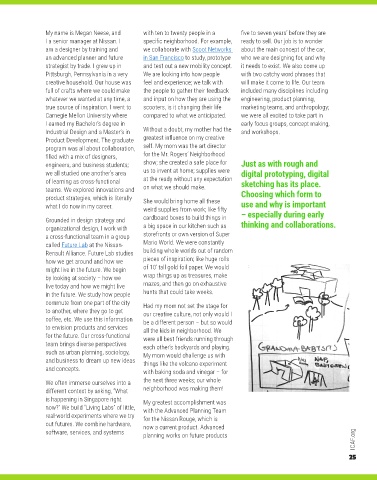 My name is Megan Neese, and
I a senior manager at Nissan. I
am a designer by training and
an advanced planner and future
strategist by trade. I grew up in
Pittsburgh, Pennsylvania in a very
creative household. Our house was
full of crafts where we could make
whatever we wanted at any time, a
true source of inspiration. I went to
Carnegie Mellon University where
I earned my Bachelor's degree in
Industrial Design and a Master's in
Product Development. The graduate
program was all about collaboration,
filled with a mix of designers,
engineers, and business students;
we all studied one another's area
of learning as cross-functional
teams. We explored innovations and
product strategies, which is literally
what I do now in my career.
Grounded in design strategy and
organizational design, I work with
a cross-functional team in a group
called Future Lab at the Nissan-
Renault Alliance. Future Lab studies
how we get around and how we
might live in the future. We begin
by looking at society – how we
live today and how we might live
in the future. We study how people
commute from one part of the city
to another, where they go to get
coffee, etc. We use this information
to envision products and services
for the future. Our cross-functional
team brings diverse perspectives
such as urban planning, sociology,
and business to dream up new ideas
and concepts.
We often immerse ourselves into a
different context by asking, "What
is happening in Singapore right
now?" We build "Living Labs" of little,
real-world experiments where we try
out futures. We combine hardware,
software, services, and systems
with ten to twenty people in a
specific neighborhood. For example,
we collaborate with Scoot Networks
in San Francisco to study, prototype
and test out a new mobility concept.
We are looking into how people
feel and experience; we talk with
the people to gather their feedback
and input on how they are using the
scooters, is it changing their life
compared to what we anticipated.
Without a doubt, my mother had the
greatest influence on my creative
self. My mom was the art director
for the Mr. Rogers' Neighborhood
show; she created a safe place for
us to invent at home; supplies were
at the ready without any expectation
on what we should make.
She would bring home all these
weird supplies from work; like fifty
cardboard boxes to build things in
a big space in our kitchen such as
storefronts or own version of Super
Mario World. We were constantly
building whole worlds out of random
pieces of inspiration, like huge rolls
of 10' tall gold foil paper. We would
wrap things up as treasures, make
mazes, and then go on exhaustive
hunts that could take weeks.
Had my mom not set the stage for
our creative culture, not only would I
be a different person – but so would
all the kids in neighborhood. We
were all best friends running through
each other's backyards and playing.
My mom would challenge us with
things like the volcano experiment
with baking soda and vinegar – for
the next three weeks; our whole
neighborhood was making them!
My greatest accomplishment was
with the Advanced Planning Team
for the Nissan Rouge, which is
now a current product. Advanced
planning works on future products
five to seven years' before they are
ready to sell. Our job is to wonder
about the main concept of the car,
who we are designing for, and why
it needs to exist. We also come up
with two catchy word phrases that
will make it come to life. Our team
included many disciplines including
engineering, product planning,
marketing teams, and anthropology;
we were all excited to take part in
early focus groups, concept making,
and workshops.
Just as with rough and
digital prototyping, digital
sketching has its place.
Choosing which form to
use and why is important
– especially during early
thinking and collaborations.
ICAF.org
25